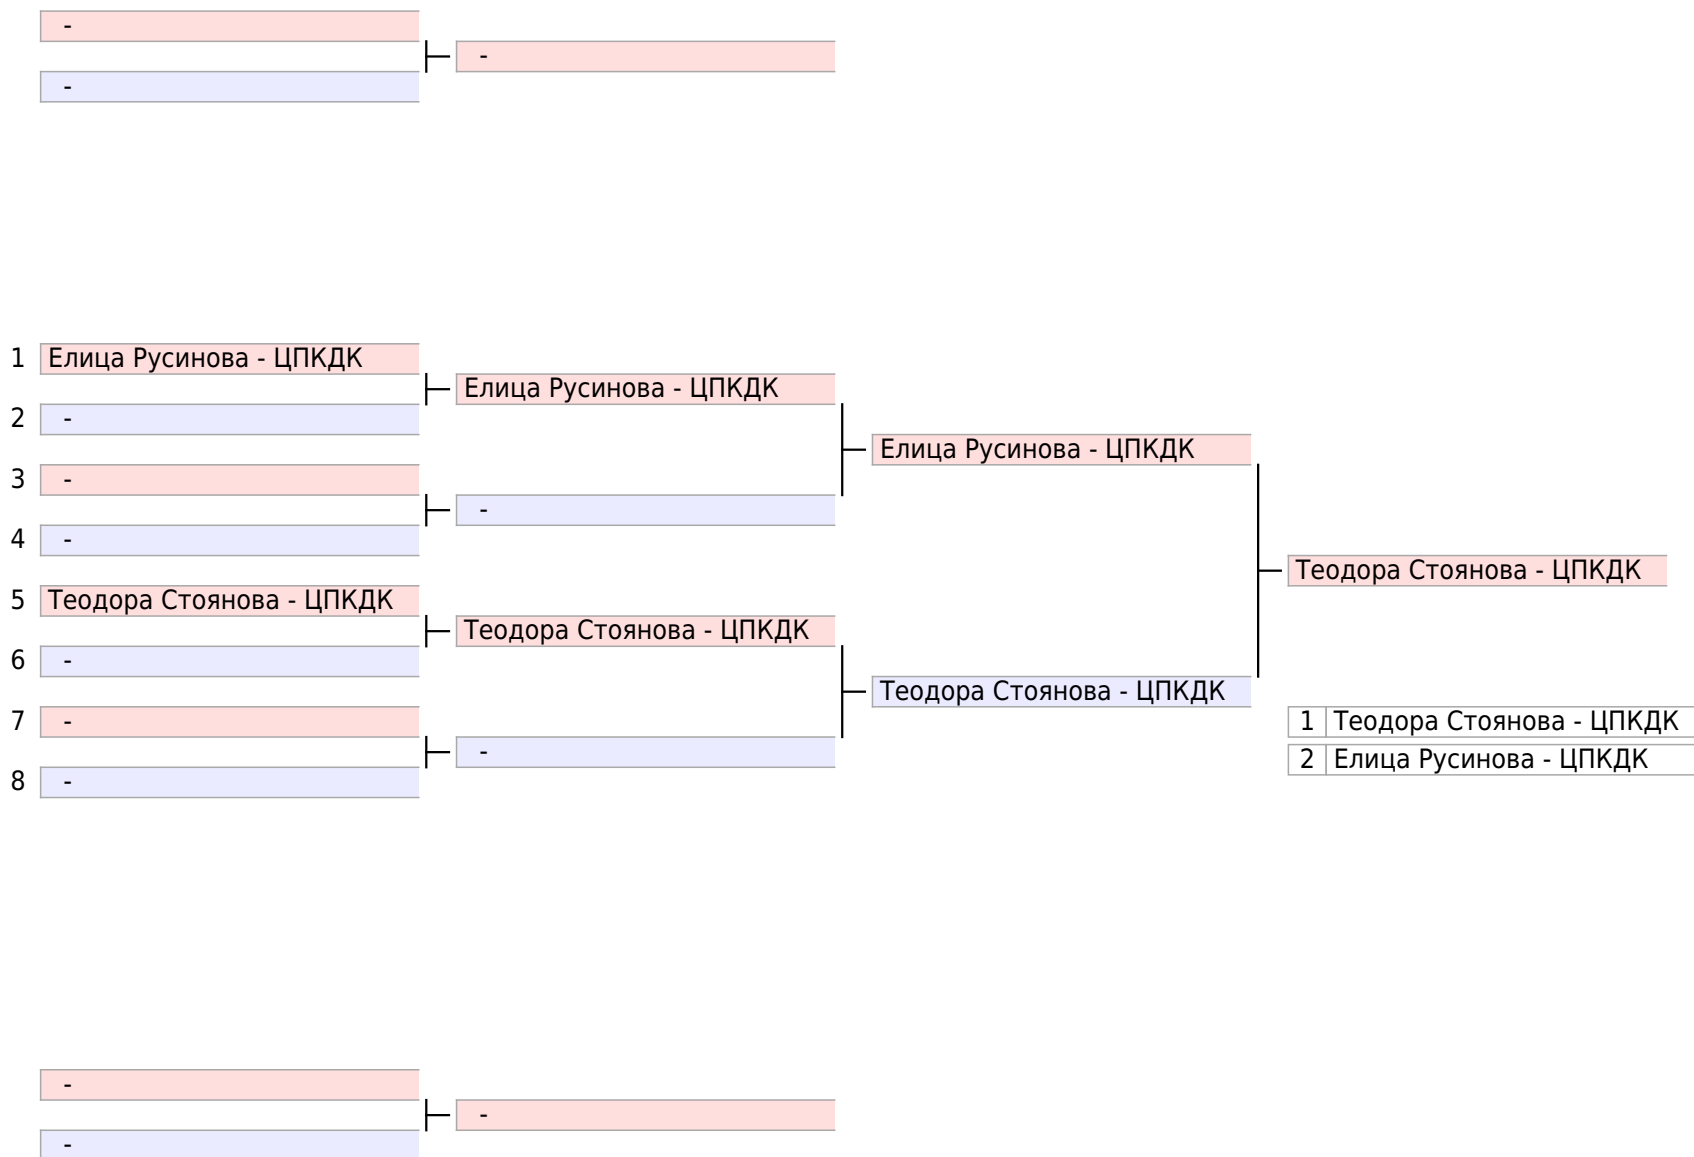 -
-
-
1 Елица Русинова - ЦПКДК
Елица Русинова - ЦПКДК
2 -
Елица Русинова - ЦПКДК
3 -
-
4 -
Теодора Стоянова - ЦПКДК
5 Теодора Стоянова - ЦПКДК
Теодора Стоянова - ЦПКДК
6 -
Теодора Стоянова - ЦПКДК
7 -
1 Теодора Стоянова - ЦПКДК
-
2 Елица Русинова - ЦПКДК
8 -
-
-
-